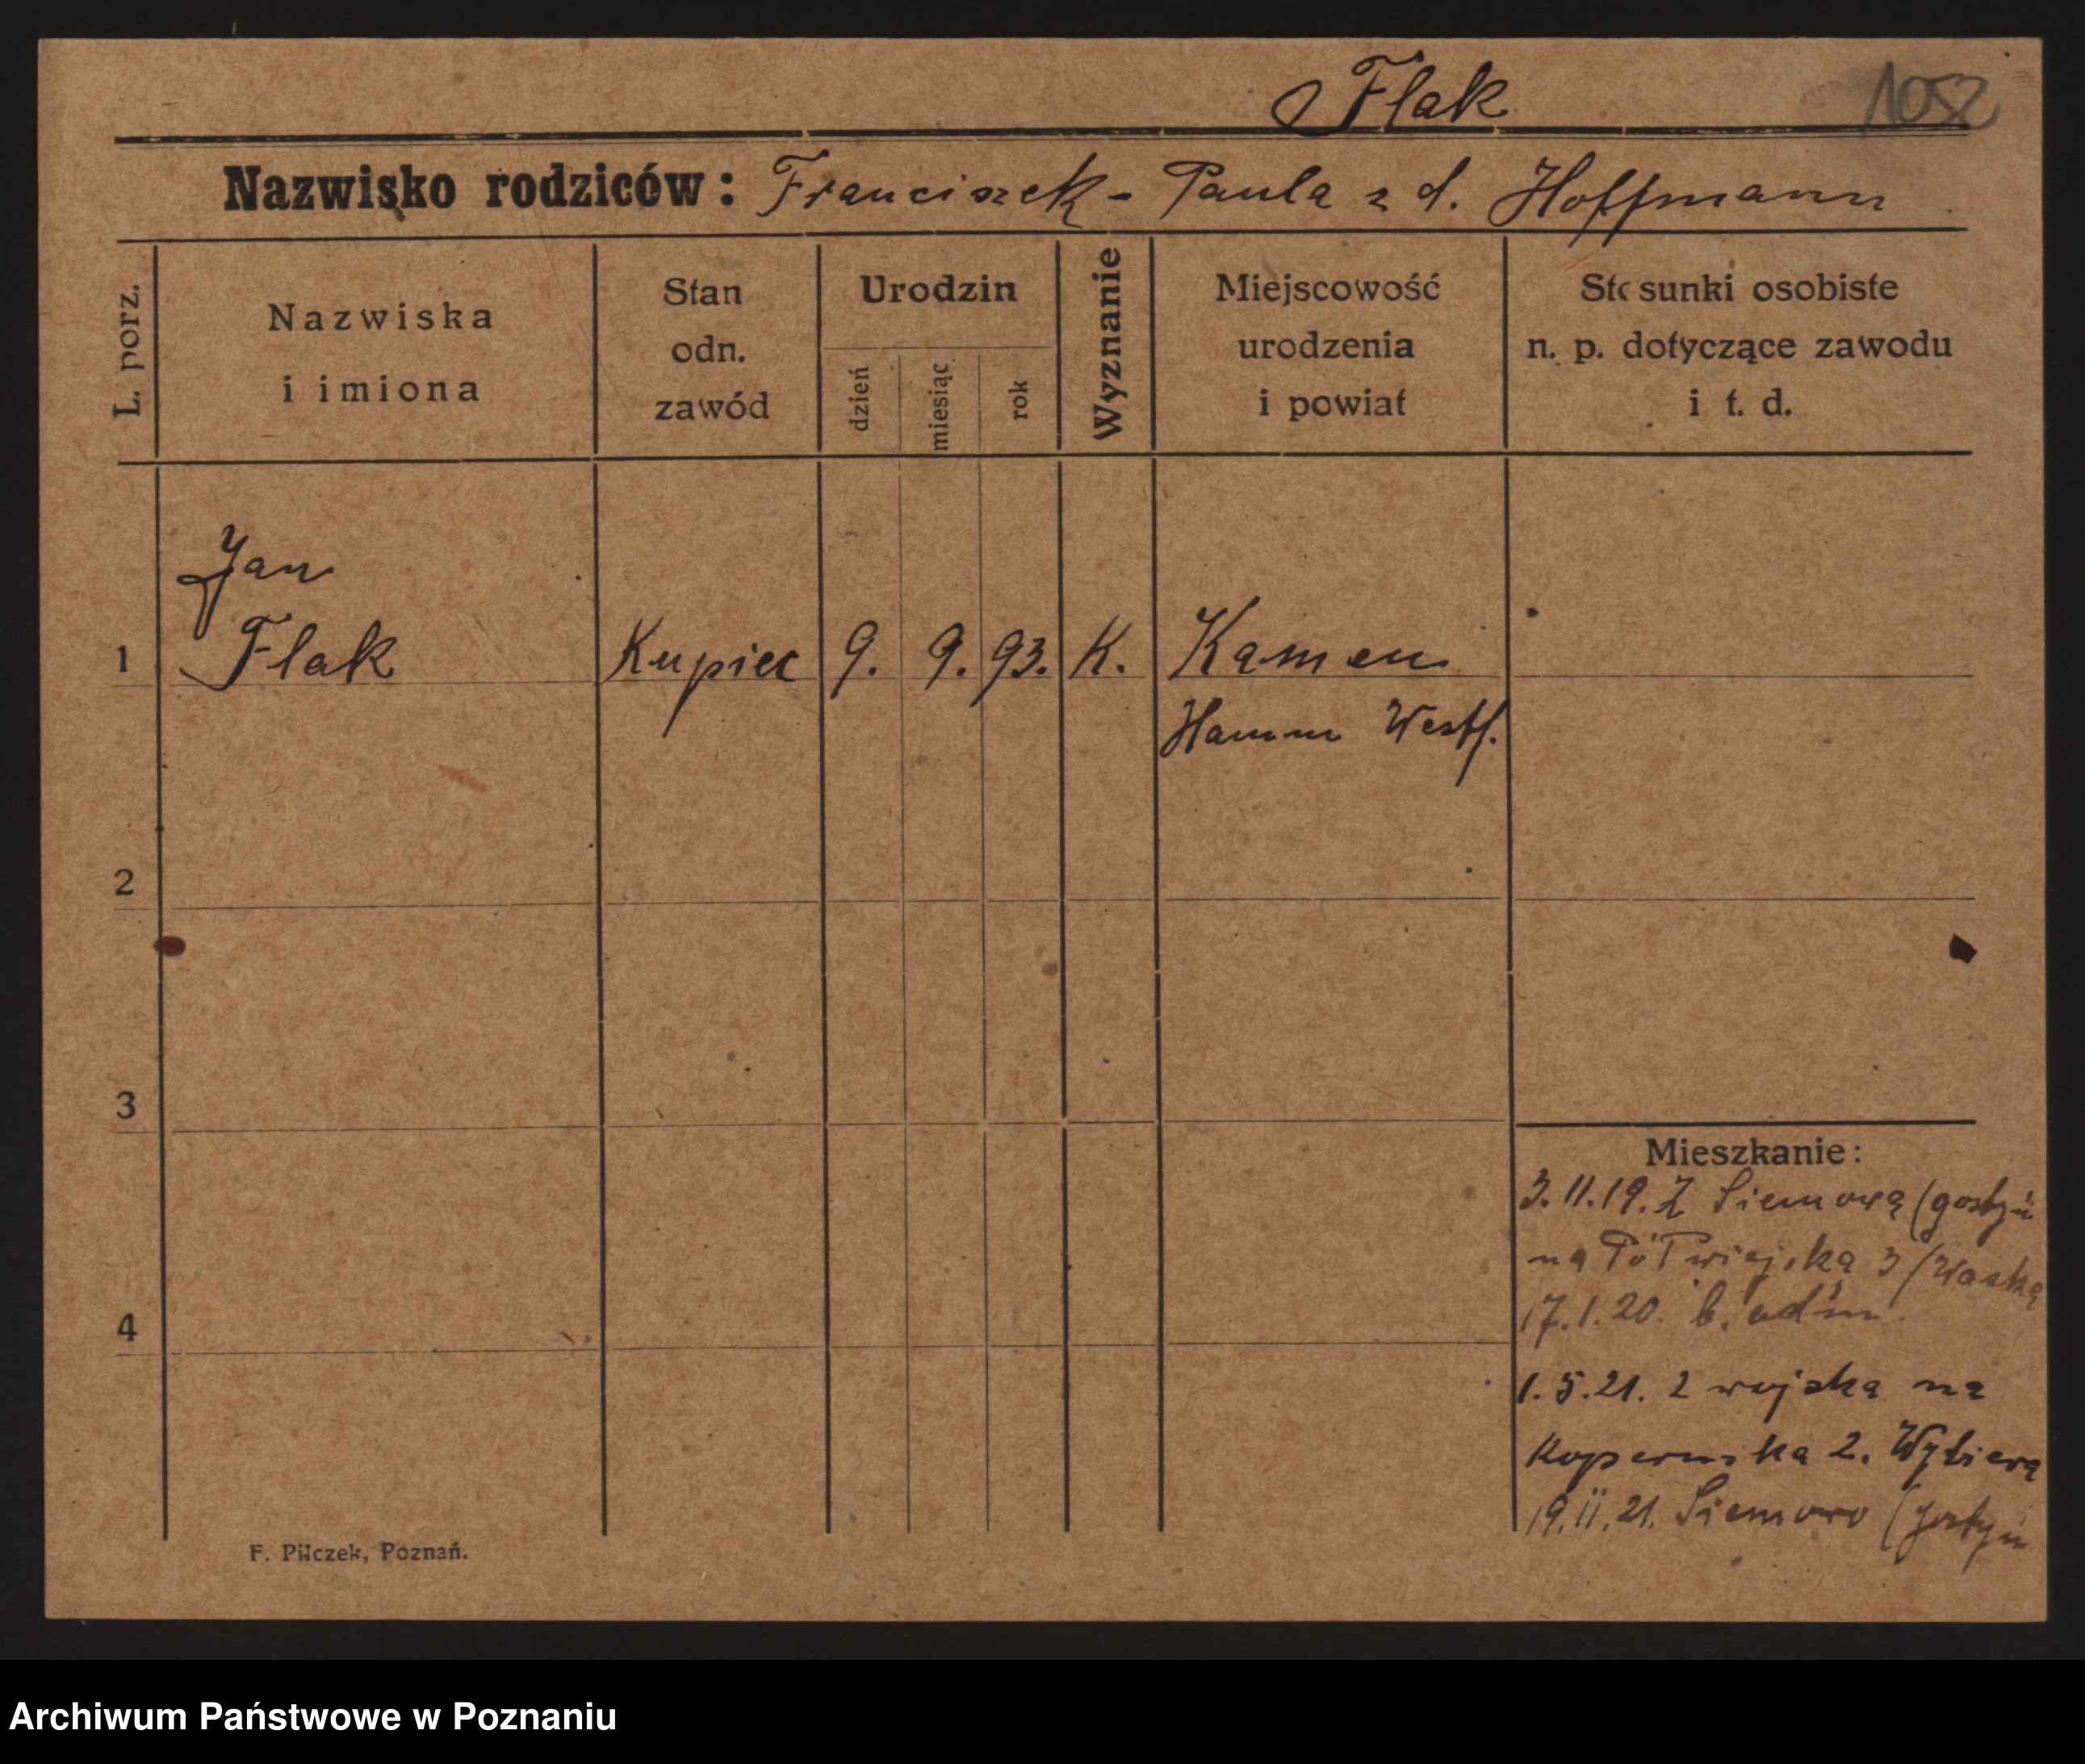 Flak 1052
Nazwisko rodziców: Franciszek - Paula z d. Hoffmann
L. porz.
Nazwiska
i imiona
Stan
odn.
zawód
Urodzin
dzień
miesiąc
rok
Wyznanie
Miejscowość
urodzenia
i powiat
Stosunki osobiste
n. p. dotyczące zawodu
i t. d.
Jan
1 Flak Kupiec 9. 9. 93. K. Kamen
Hamm Westf.
2
3
4
Mieszkanie:
3.11.19. Z Siemowa (gostyń
na Półwiejską 3
17.1.20. b. adm.
1.5.21. z wojska na
Kopernika 2.
19.11.21. Siemowo (gostyń
F. Pilczek, Poznań.
Archiwum Państwowe w Poznaniu